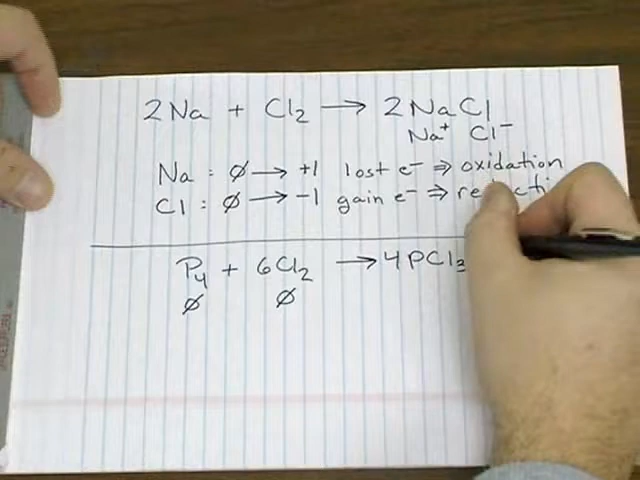 2Na + Cl₂ → 2NaCl
Na⁺ Cl⁻
Na : ∅ → +1 lost e⁻ ⇒ oxidation
Cl : ∅ → -1 gain e⁻ ⇒
P₄ + 6Cl₂ → 4PCl₃
∅ ∅